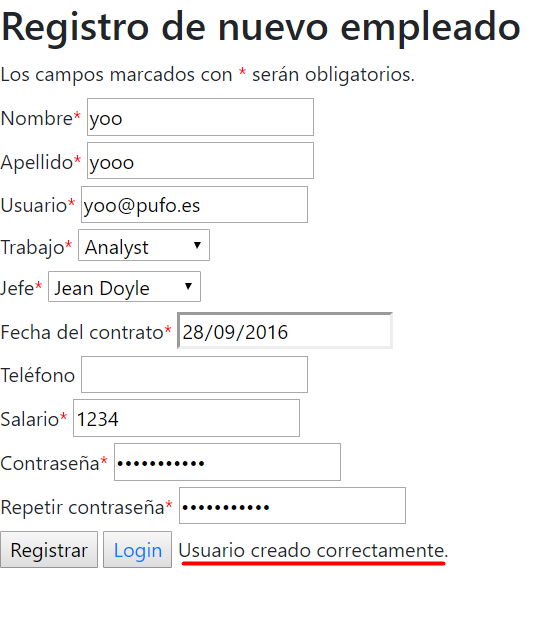 Registro de nuevo empleado
Los campos marcados con * serán obligatorios.
Nombre* yoo
Apellido* yooo
Usuario* yoo@pufo.es
Trabajo* Analyst
Jefe* Jean Doyle
Fecha del contrato* 28/09/2016
Teléfono
Salario* 1234
Contraseña* •••••••••••
Repetir contraseña* •••••••••••
Registrar Login Usuario creado correctamente.